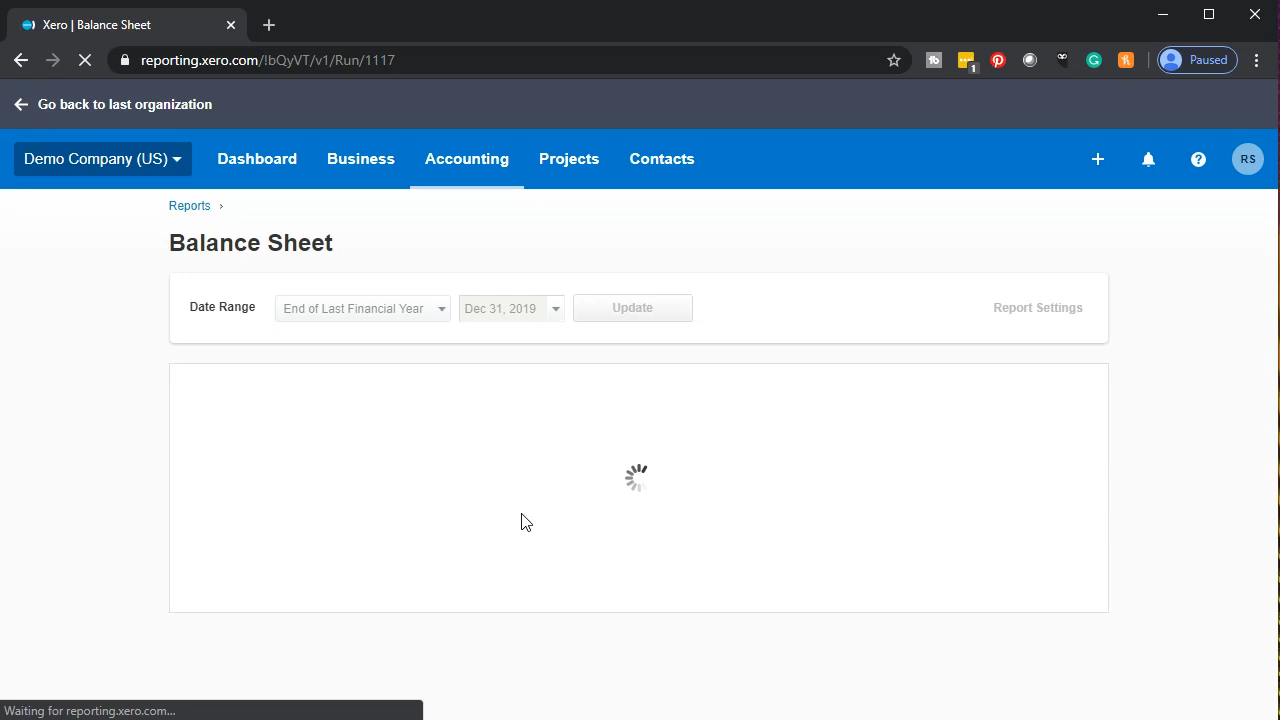 Xero | Balance Sheet
reporting.xero.com/!bQyVT/v1/Run/1117
1
Paused
Go back to last organization
Demo Company (US)
Dashboard
Business
Accounting
Projects
Contacts
RS
Reports
Balance Sheet
Date Range
End of Last Financial Year
Dec 31, 2019
Update
Report Settings
Waiting for reporting.xero.com...